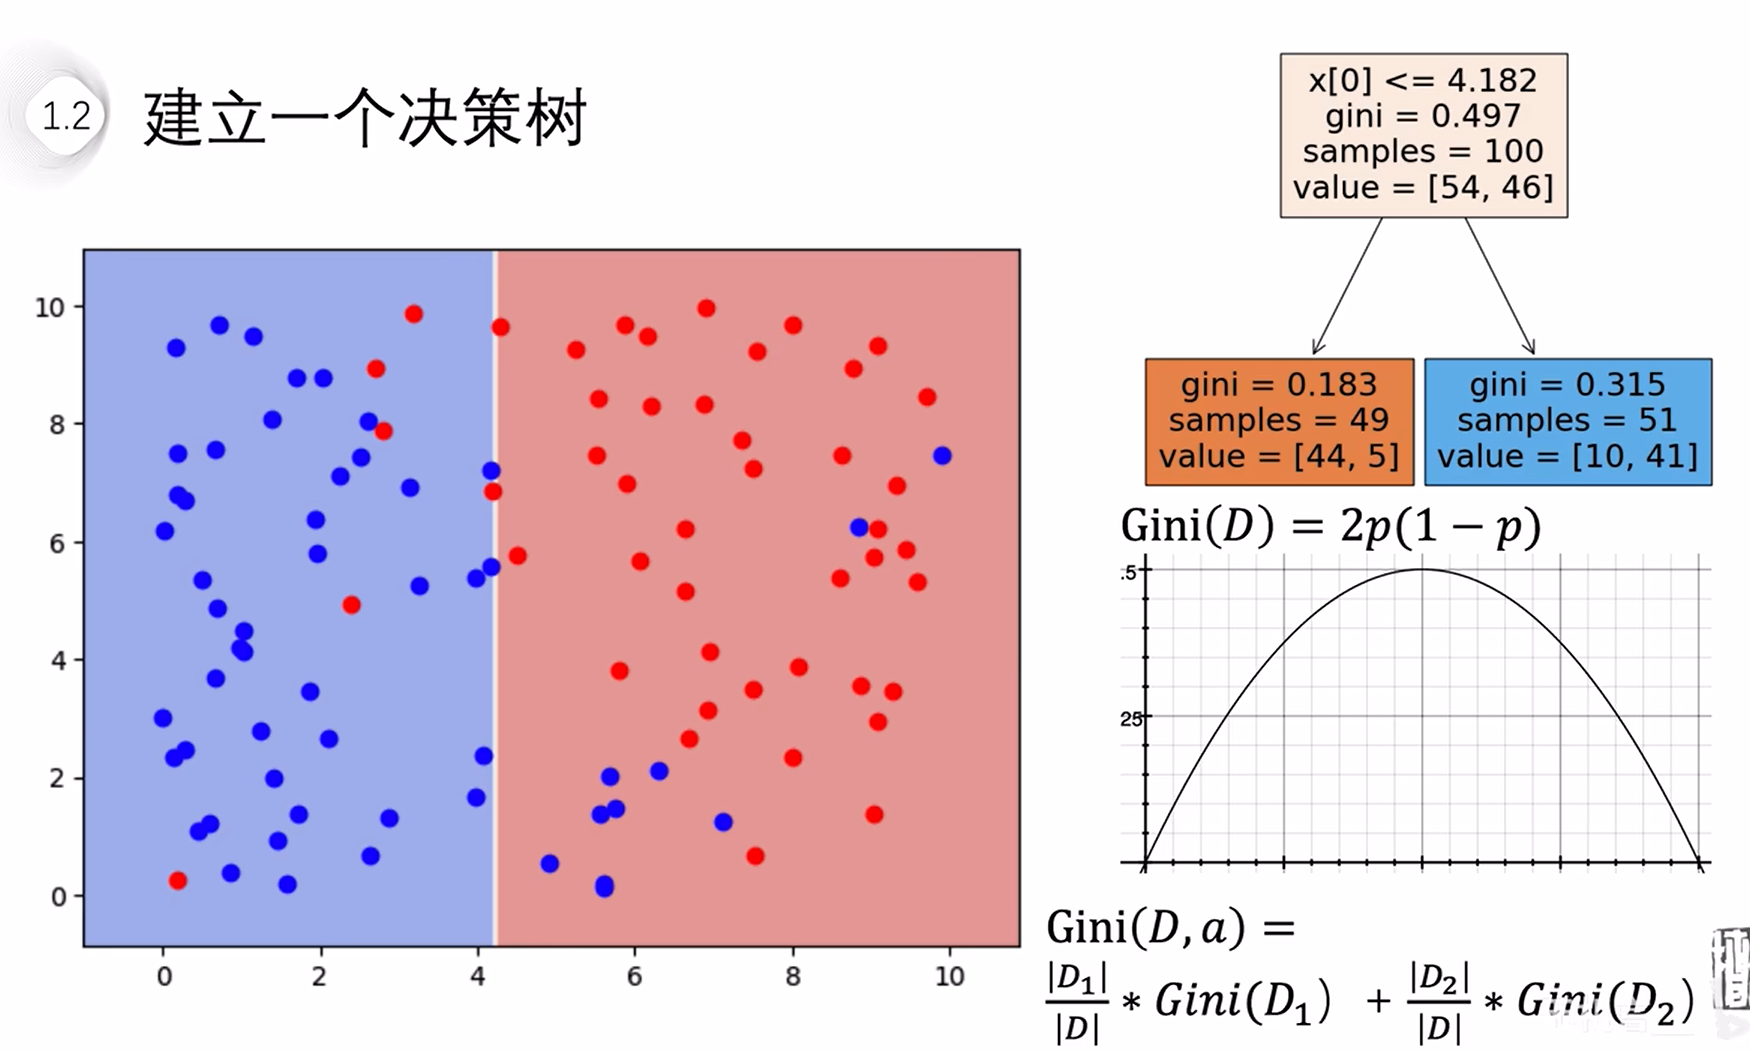 1.2
建立一个决策树
x[0] <= 4.182
gini = 0.497
samples = 100
value = [54, 46]
gini = 0.183
samples = 49
value = [44, 5]
gini = 0.315
samples = 51
value = [10, 41]
10
8
6
4
2
0
0 2 4 6 8 10
Gini(D) = 2p(1 − p)
.5
25
Gini(D, a) =
|D₁|/|D| * Gini(D₁) + |D₂|/|D| * Gini(D₂)